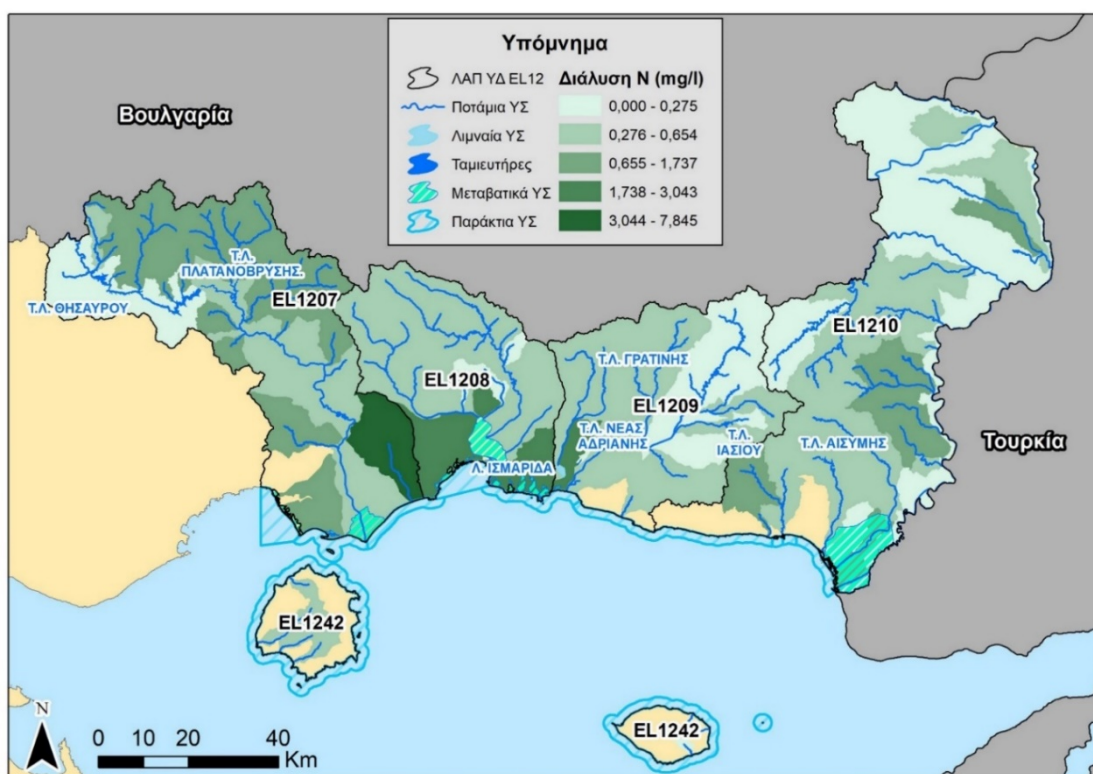 Υπόμνημα
ΛΑΠ ΥΔ EL12
Ποτάμια ΥΣ
Λιμναία ΥΣ
Ταμιευτήρες
Μεταβατικά ΥΣ
Παράκτια ΥΣ
Διάλυση Ν (mg/l)
0,000 - 0,275
0,276 - 0,654
0,655 - 1,737
1,738 - 3,043
3,044 - 7,845
Βουλγαρία
Τ.Λ. ΘΗΣΑΥΡΟΥ
Τ.Λ.
ΠΛΑΤΑΝΟΒΡΥΣΗΣ.
EL1207
EL1208
Τ.Λ. ΓΡΑΤΙΝΗΣ
EL1209
EL1210
Τ.Λ. ΝΕΑΣ
ΑΔΡΙΑΝΗΣ
Τ.Λ.
ΙΑΣΙΟΥ
Τ.Λ. ΑΙΣΥΜΗΣ
Τουρκία
Λ. ΙΣΜΑΡΙΔΑ
EL1242
EL1242
N
0 10 20 40
Km